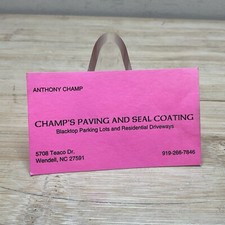 ANTHONY CHAMP
CHAMP'S PAVING AND SEAL COATING
Blacktop Parking Lots and Residential Driveways
5708 Teaco Dr.
Wendell, NC 27591
919-266-7646